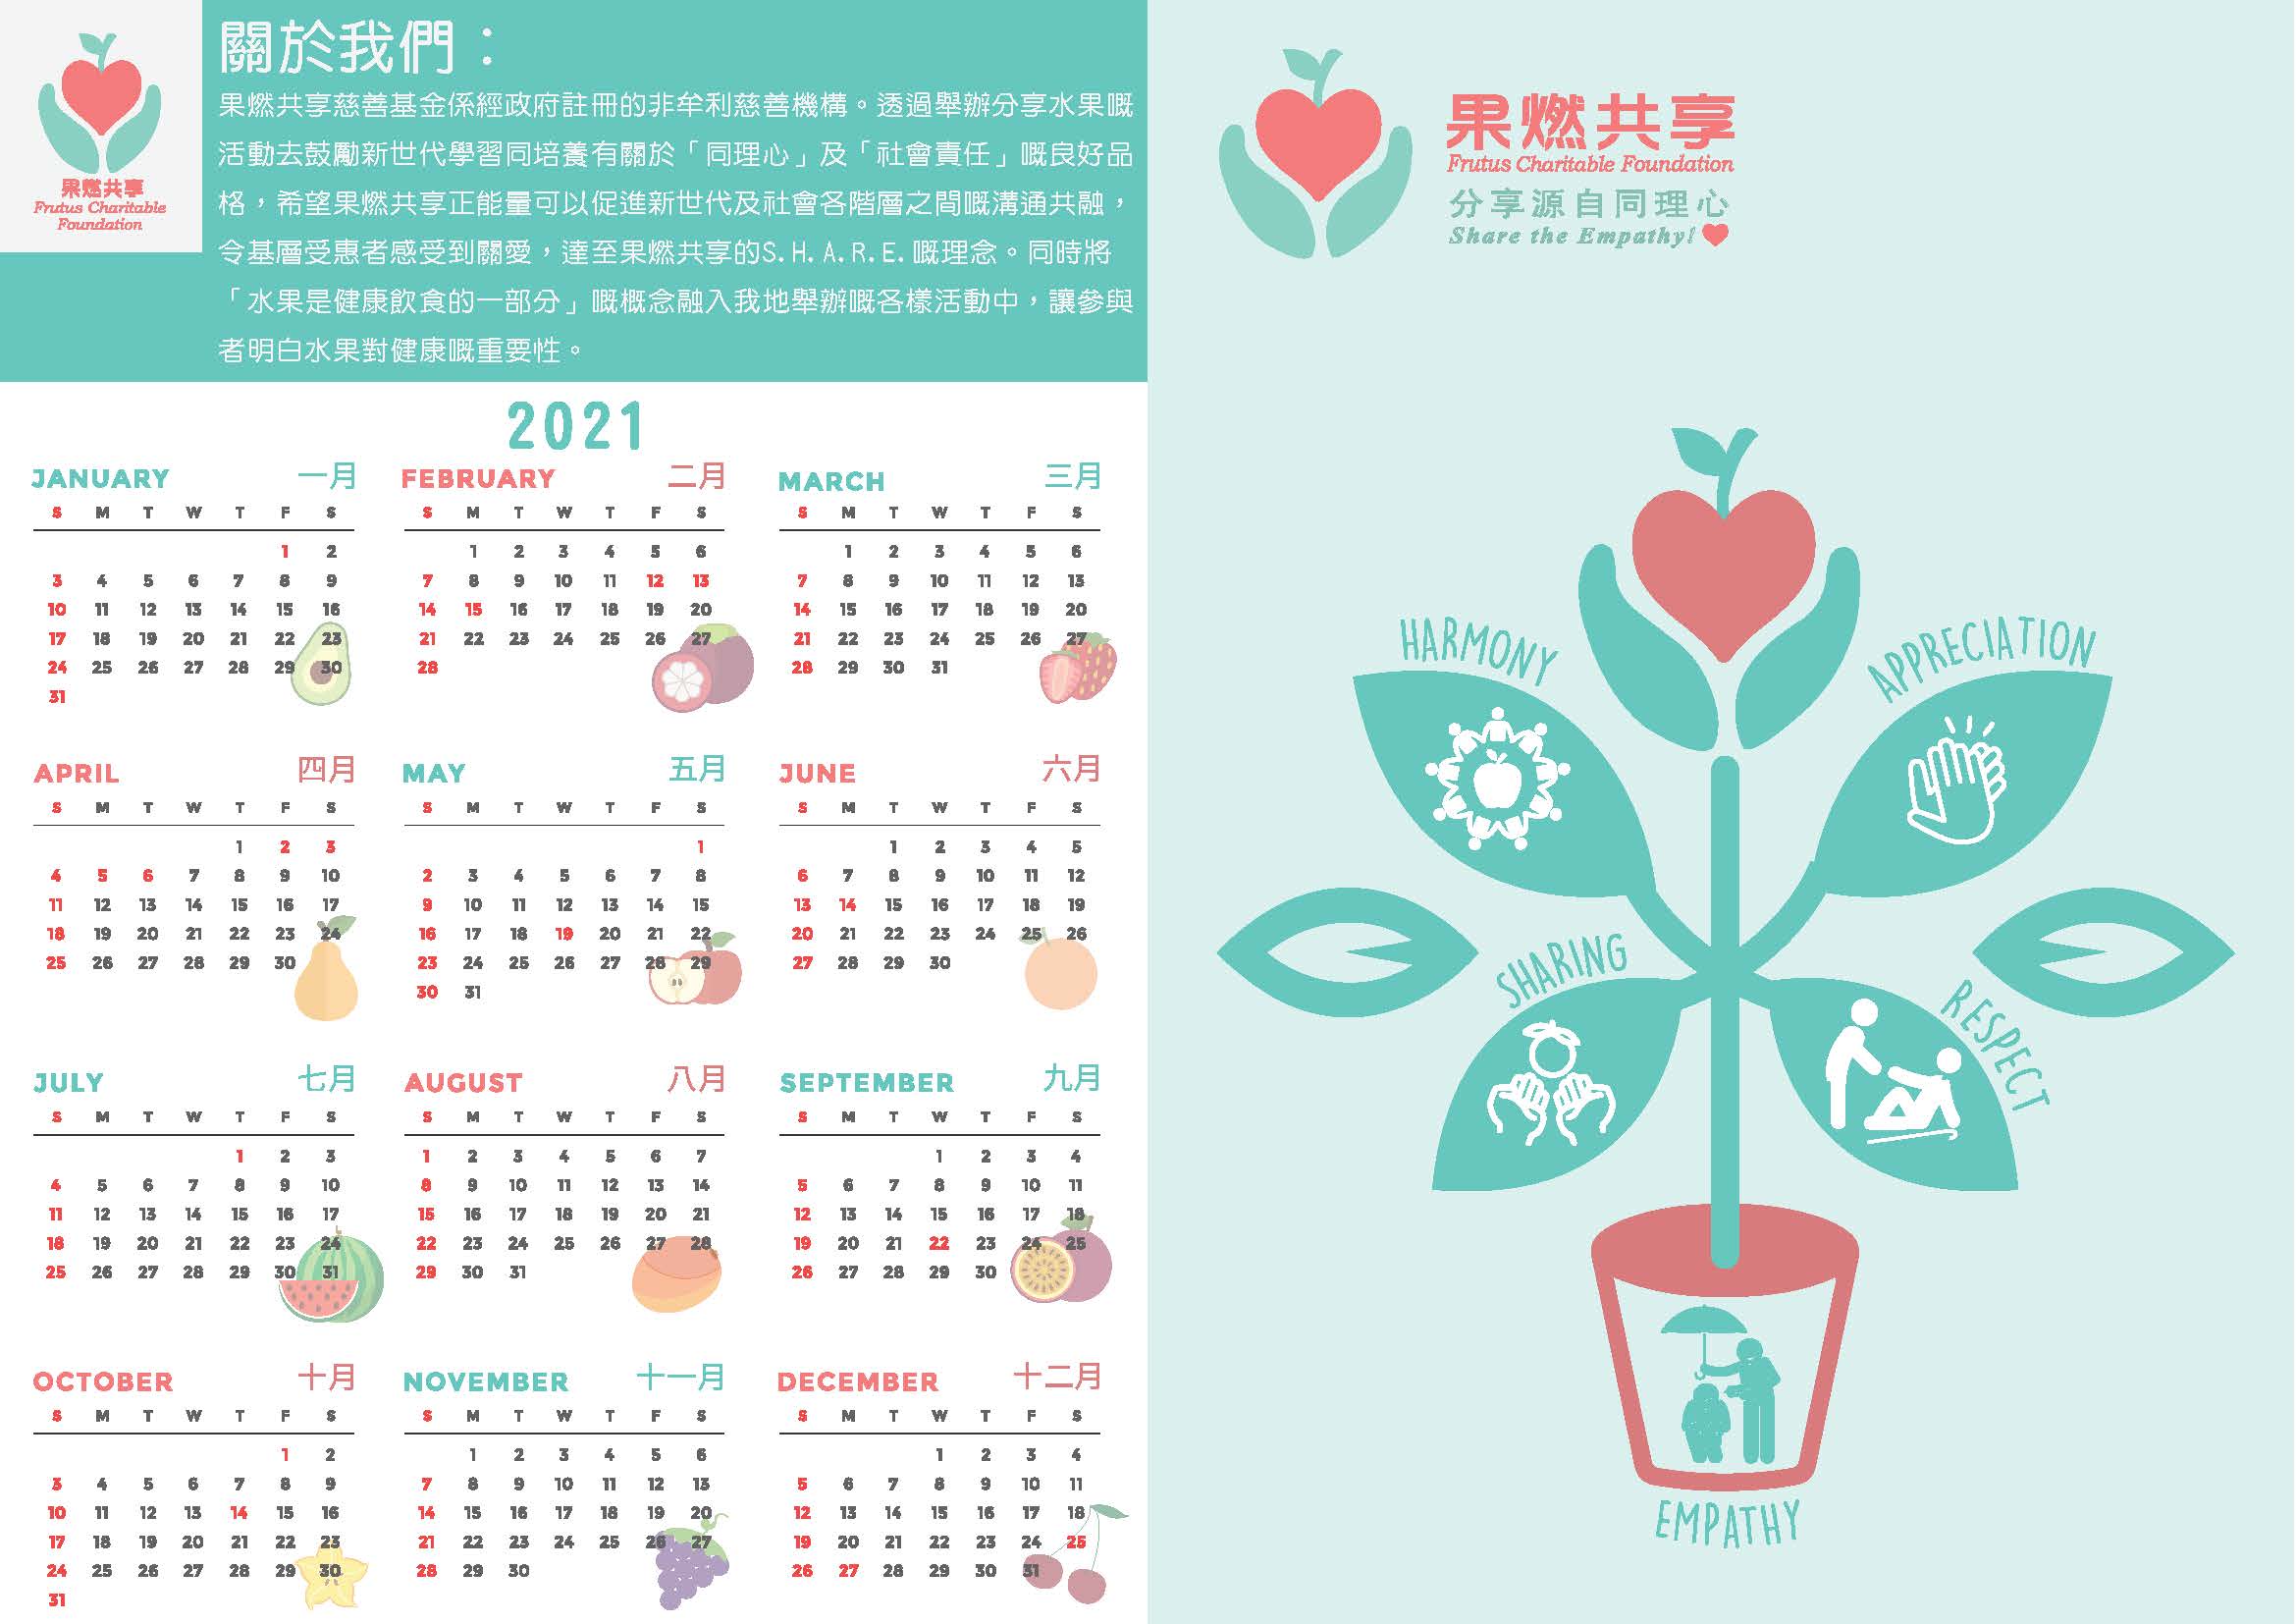 果燃共享
Frutus Charitable
Foundation
關於我們：
果燃共享慈善基金係經政府註冊的非牟利慈善機構。透過舉辦分享水果嘅
活動去鼓勵新世代學習同培養有關於「同理心」及「社會責任」嘅良好品
格，希望果燃共享正能量可以促進新世代及社會各階層之間嘅溝通共融，
令基層受惠者感受到關愛，達至果燃共享的S.H.A.R.E.嘅理念。同時將
「水果是健康飲食的一部分」嘅概念融入我地舉辦嘅各樣活動中，讓參與
者明白水果對健康嘅重要性。
2021
JANUARY 一月
S M T W T F S
1 2
3 4 5 6 7 8 9
10 11 12 13 14 15 16
17 18 19 20 21 22 23
24 25 26 27 28 29 30
31
FEBRUARY 二月
S M T W T F S
1 2 3 4 5 6
7 8 9 10 11 12 13
14 15 16 17 18 19 20
21 22 23 24 25 26 27
28
MARCH 三月
S M T W T F S
1 2 3 4 5 6
7 8 9 10 11 12 13
14 15 16 17 18 19 20
21 22 23 24 25 26 27
28 29 30 31
APRIL 四月
S M T W T F S
1 2 3
4 5 6 7 8 9 10
11 12 13 14 15 16 17
18 19 20 21 22 23 24
25 26 27 28 29 30
MAY 五月
S M T W T F S
1
2 3 4 5 6 7 8
9 10 11 12 13 14 15
16 17 18 19 20 21 22
23 24 25 26 27 28 29
30 31
JUNE 六月
S M T W T F S
1 2 3 4 5
6 7 8 9 10 11 12
13 14 15 16 17 18 19
20 21 22 23 24 25 26
27 28 29 30
JULY 七月
S M T W T F S
1 2 3
4 5 6 7 8 9 10
11 12 13 14 15 16 17
18 19 20 21 22 23 24
25 26 27 28 29 30 31
AUGUST 八月
S M T W T F S
1 2 3 4 5 6 7
8 9 10 11 12 13 14
15 16 17 18 19 20 21
22 23 24 25 26 27 28
29 30 31
SEPTEMBER 九月
S M T W T F S
1 2 3 4
5 6 7 8 9 10 11
12 13 14 15 16 17 18
19 20 21 22 23 24 25
26 27 28 29 30
OCTOBER 十月
S M T W T F S
1 2
3 4 5 6 7 8 9
10 11 12 13 14 15 16
17 18 19 20 21 22 23
24 25 26 27 28 29 30
31
NOVEMBER 十一月
S M T W T F S
1 2 3 4 5 6
7 8 9 10 11 12 13
14 15 16 17 18 19 20
21 22 23 24 25 26 27
28 29 30
DECEMBER 十二月
S M T W T F S
1 2 3 4
5 6 7 8 9 10 11
12 13 14 15 16 17 18
19 20 21 22 23 24 25
26 27 28 29 30 31
果燃共享
Frutus Charitable Foundation
分享源自同理心
Share the Empathy!
HARMONY
APPRECIATION
SHARING
RESPECT
EMPATHY